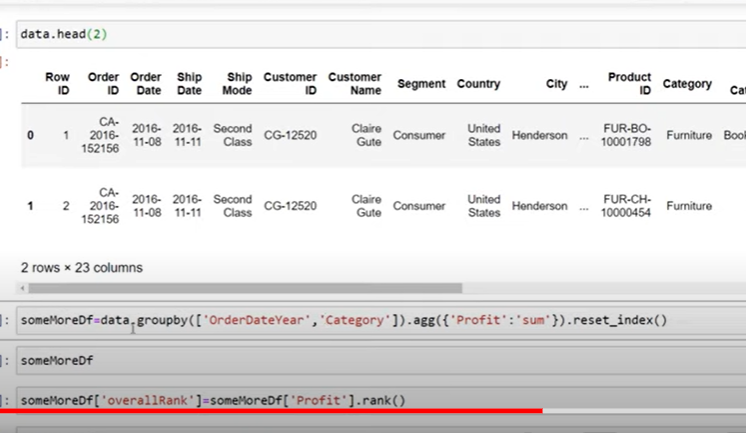 ]: data.head(2)
]:
Row ID Order ID Order Date Ship Date Ship Mode Customer ID Customer Name Segment Country City ... Product ID Category Cat
0 1 CA-2016-152156 2016-11-08 2016-11-11 Second Class CG-12520 Claire Gute Consumer United States Henderson ... FUR-BO-10001798 Furniture Book
1 2 CA-2016-152156 2016-11-08 2016-11-11 Second Class CG-12520 Claire Gute Consumer United States Henderson ... FUR-CH-10000454 Furniture
2 rows × 23 columns
]: someMoreDf=data.groupby(['OrderDateYear','Category']).agg({'Profit':'sum'}).reset_index()
]: someMoreDf
]: someMoreDf['overallRank']=someMoreDf['Profit'].rank()